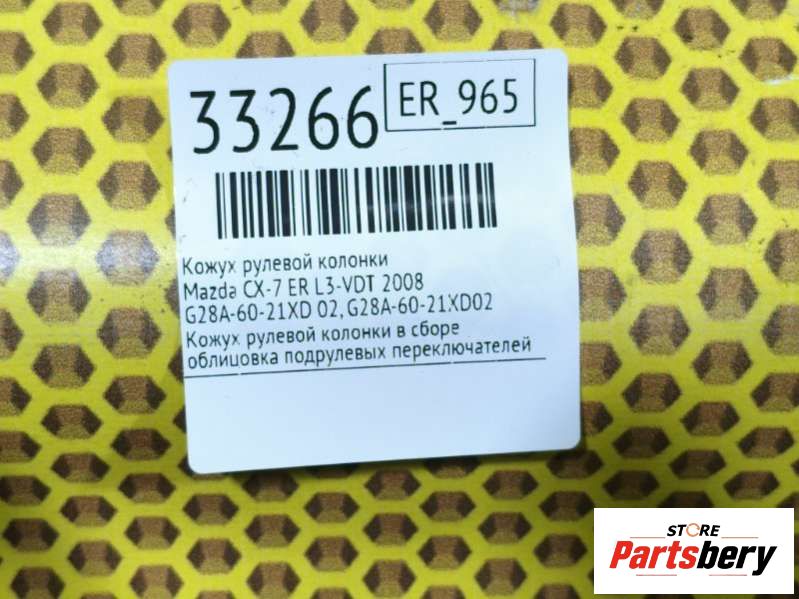 33266
ER_965
Кожух рулевой колонки
Mazda CX-7 ER L3-VDT 2008
G28A-60-21XD 02, G28A-60-21XD02
Кожух рулевой колонки в сборе
облицовка подрулевых переключателей
STORE
Partsbery